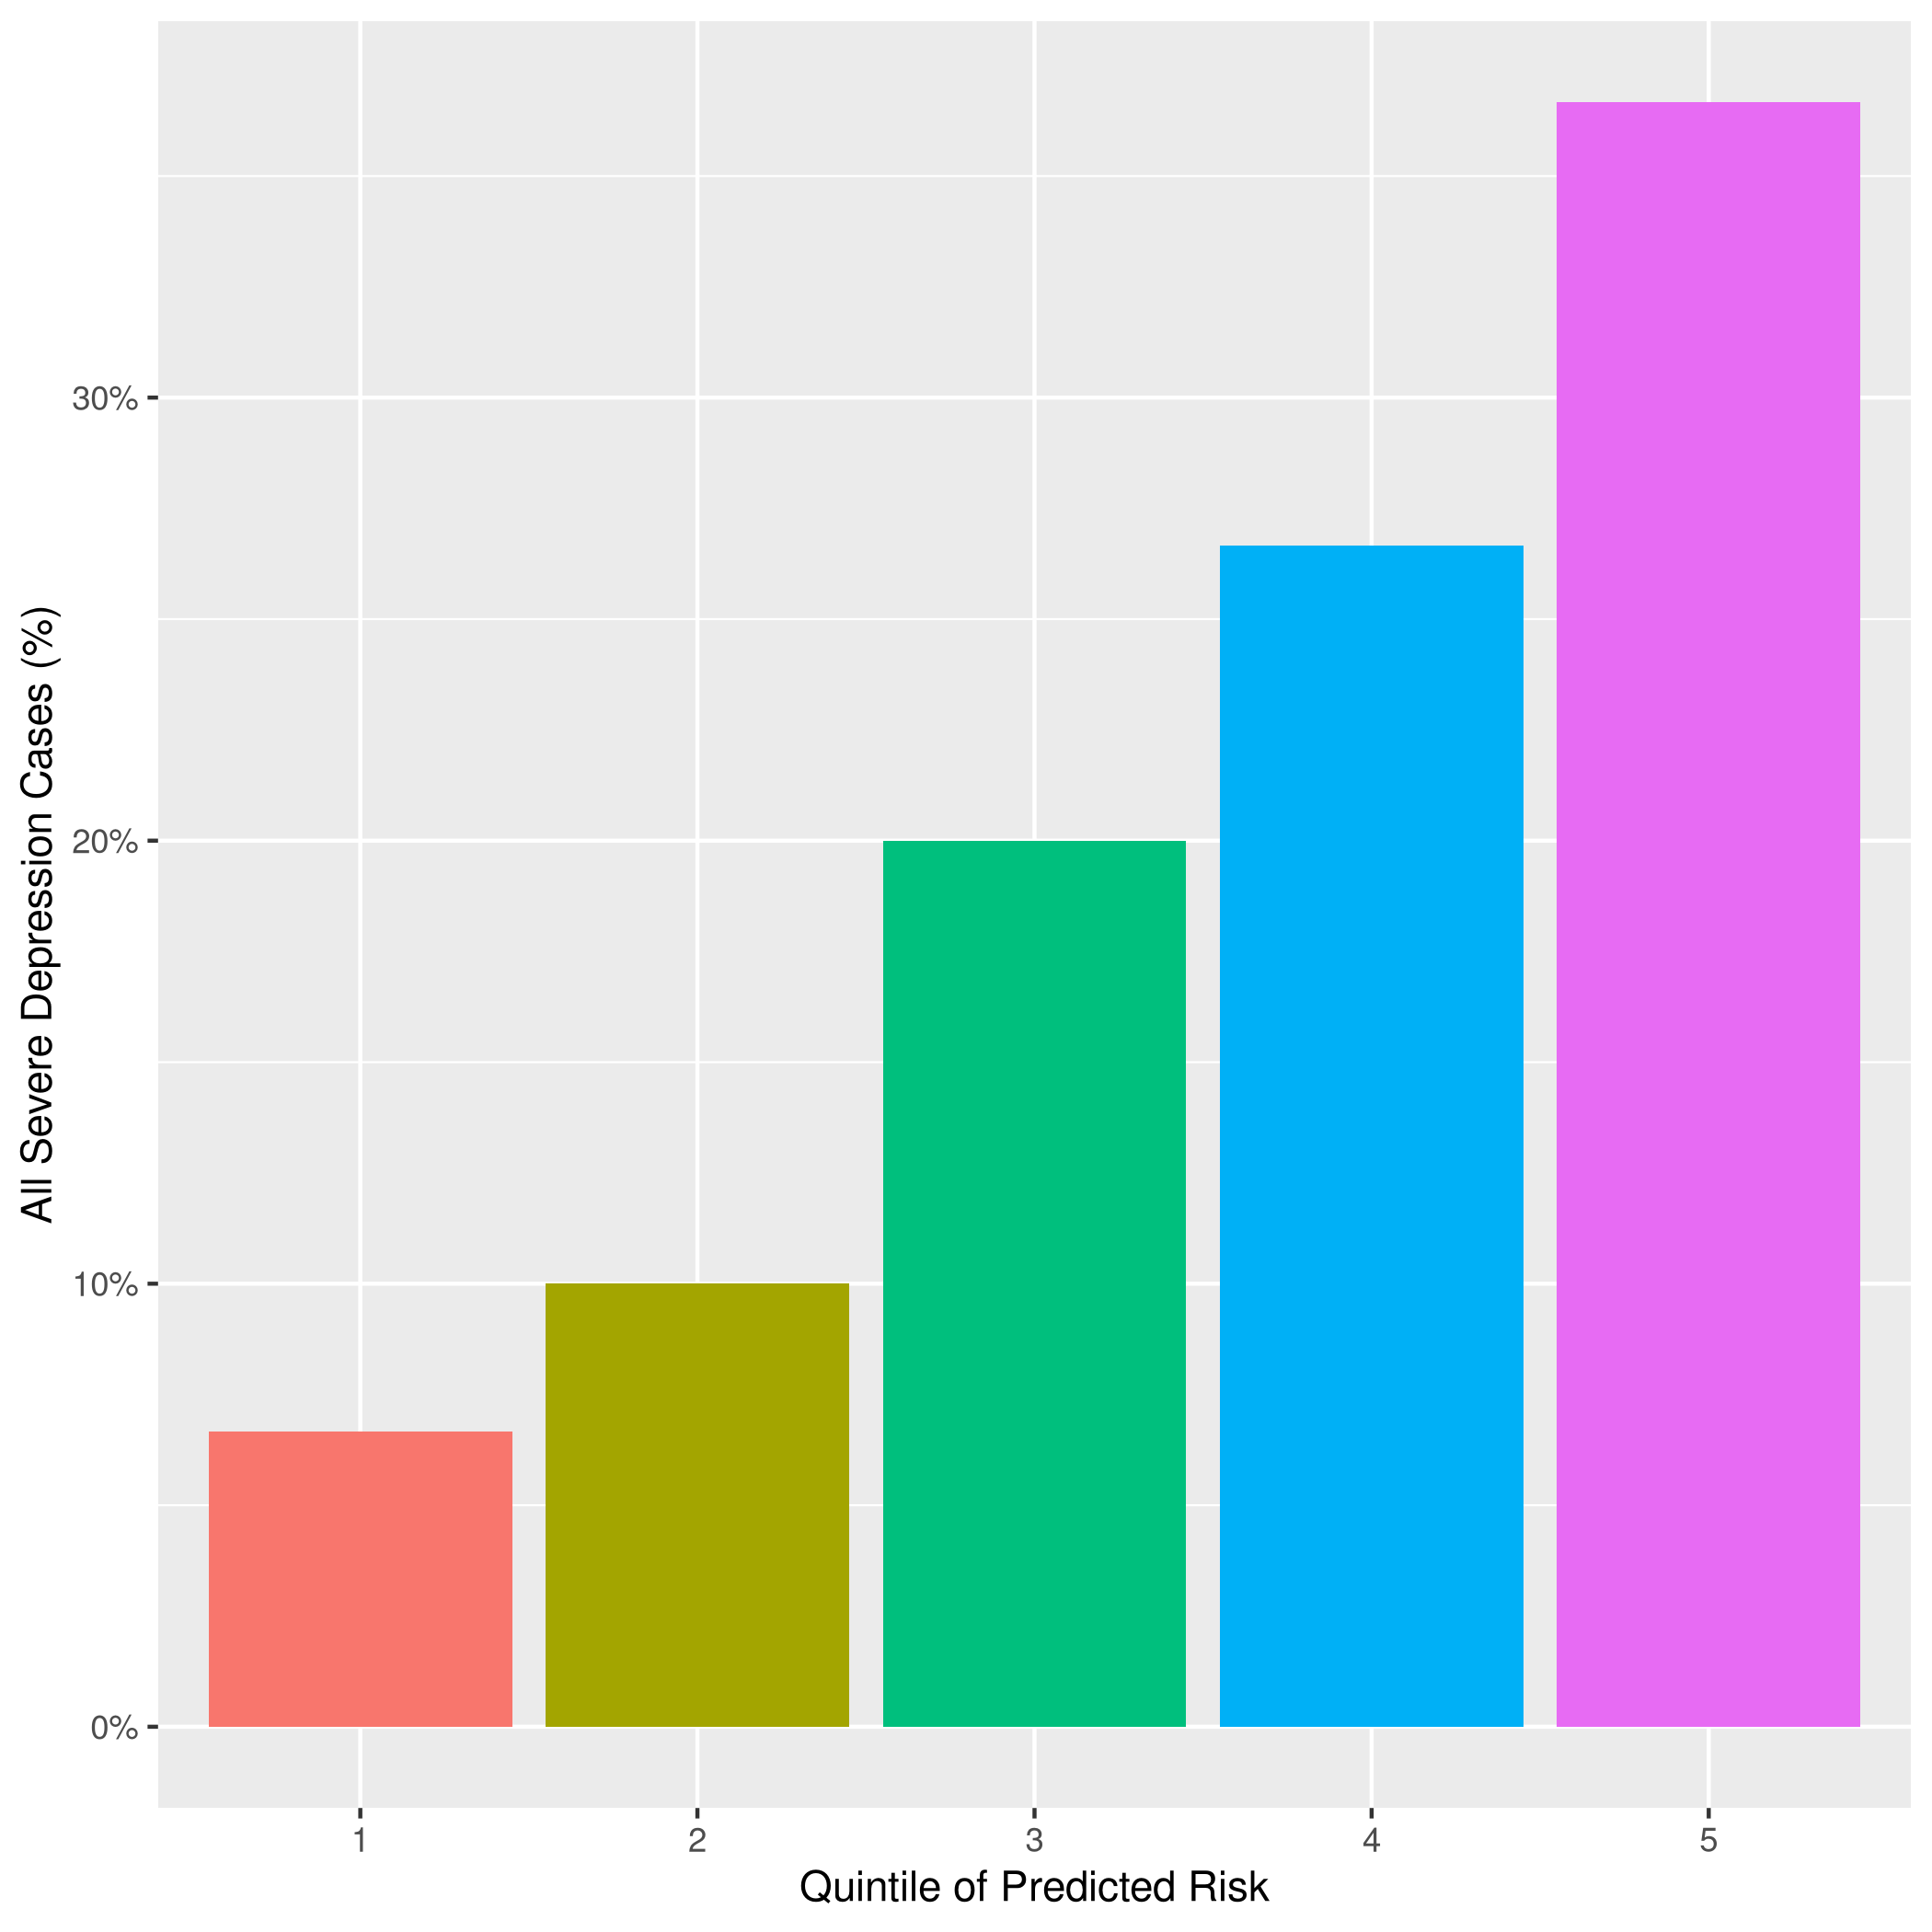 All Severe Depression Cases (%)
30%
20%
10%
0%
1 2 3 4 5
Quintile of Predicted Risk